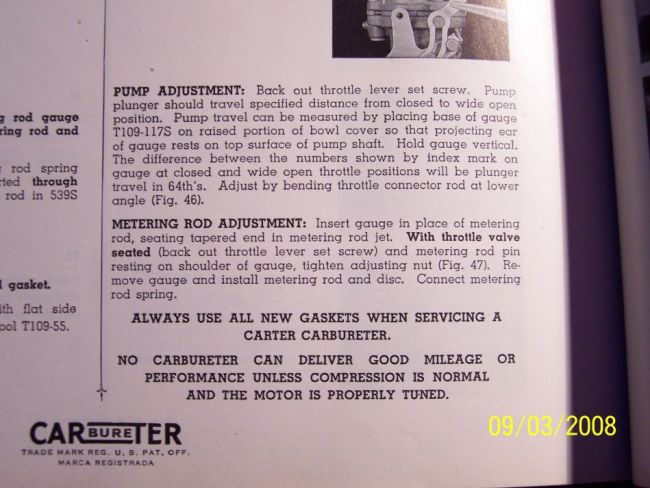 g rod gauge
ring rod and
rod spring
rted through
rod in 539S
gasket.
ith flat side
ool T109-55.
PUMP ADJUSTMENT: Back out throttle lever set screw. Pump
plunger should travel specified distance from closed to wide open
position. Pump travel can be measured by placing base of gauge
T109-117S on raised portion of bowl cover so that projecting ear
of gauge rests on top surface of pump shaft. Hold gauge vertical.
The difference between the numbers shown by index mark on
gauge at closed and wide open throttle positions will be plunger
travel in 64th's. Adjust by bending throttle connector rod at lower
angle (Fig. 46).
METERING ROD ADJUSTMENT: Insert gauge in place of metering
rod, seating tapered end in metering rod jet. With throttle valve
seated (back out throttle lever set screw) and metering rod pin
resting on shoulder of gauge, tighten adjusting nut (Fig. 47). Re-
move gauge and install metering rod and disc. Connect metering
rod spring.
ALWAYS USE ALL NEW GASKETS WHEN SERVICING A
CARTER CARBURETER.
NO CARBURETER CAN DELIVER GOOD MILEAGE OR
PERFORMANCE UNLESS COMPRESSION IS NORMAL
AND THE MOTOR IS PROPERLY TUNED.
CARBURETER
TRADE MARK REG. U. S. PAT. OFF.
MARCA REGISTRADA
09/03/2008